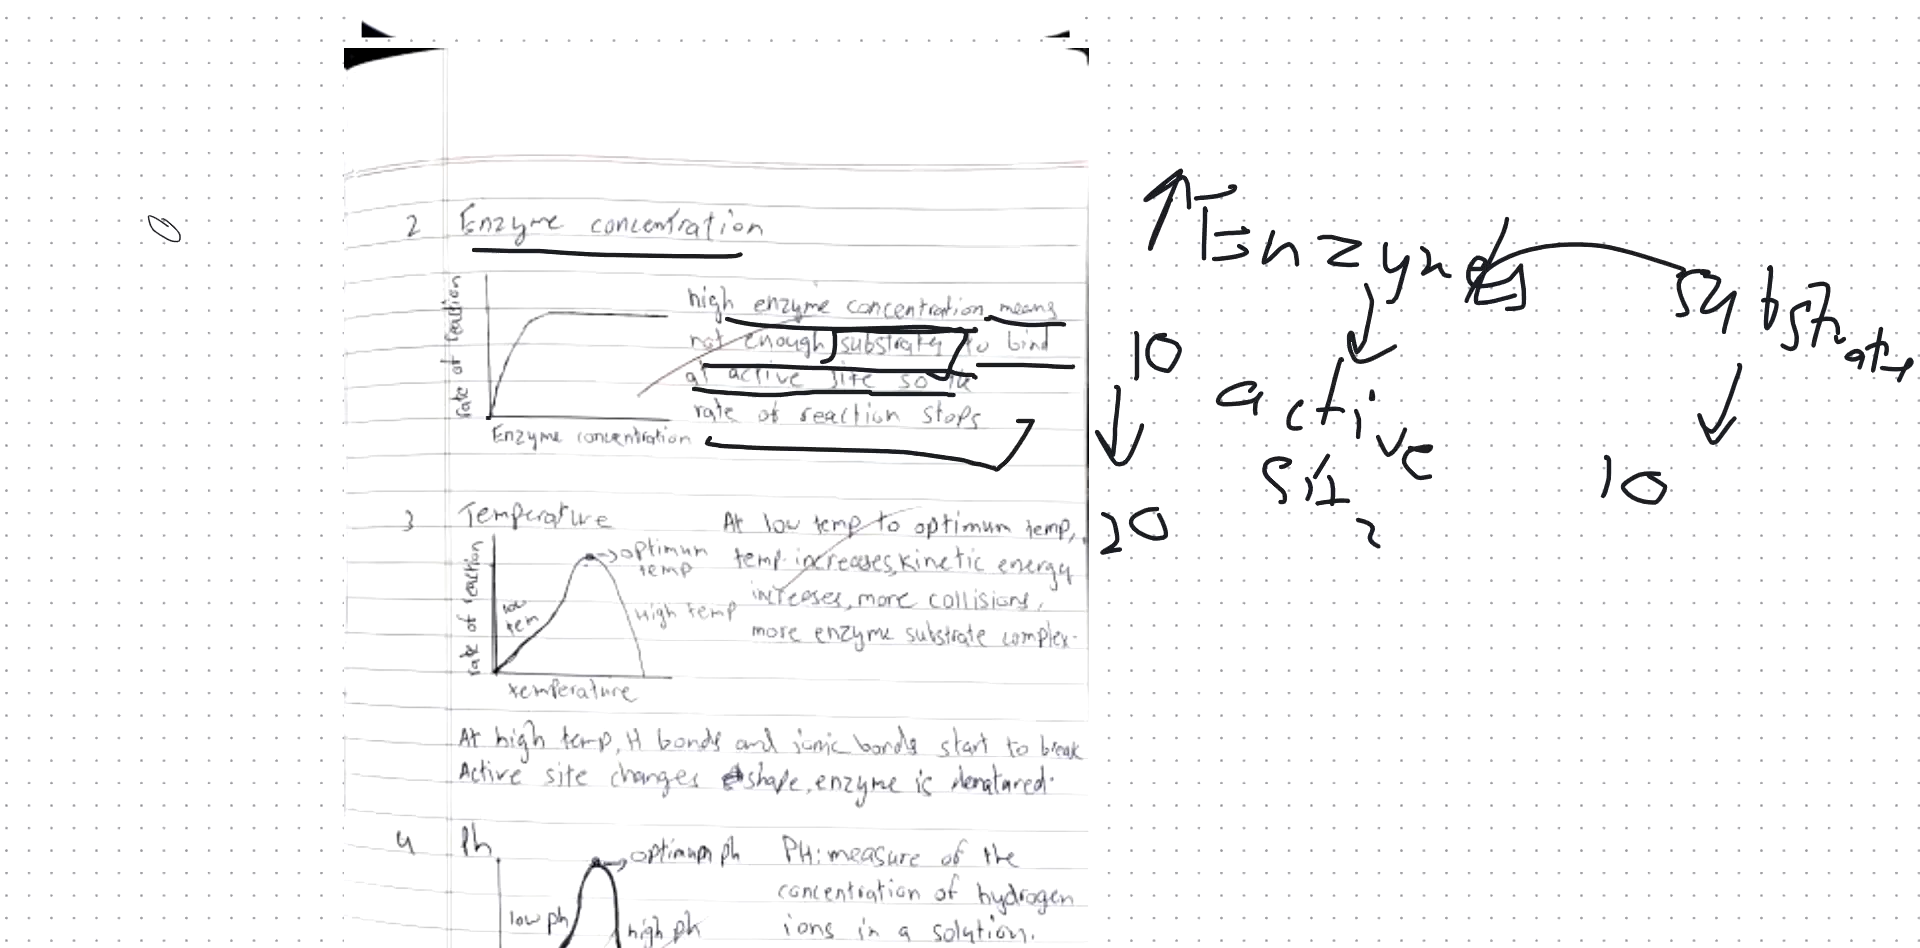 2 Enzyme concentration
rate of reaction
Enzyme concentration
high enzyme concentration means
not enough substrate to bind
at active site so the
rate of reaction stops
3 Temperature
rate of reaction
low
tem
optimum
temp
High temp
temperature
At low temp to optimum temp,
temp increases, kinetic energy
increases, more collisions,
more enzyme substrate complex.
At high temp, H bonds and ionic bonds start to break
Active site changes shape, enzyme is denatured.
4 Ph
optimum ph
low ph
high ph
PH: measure of the
concentration of hydrogen
ions in a solution.
Enzyme
substrate
10
active
site
20
10